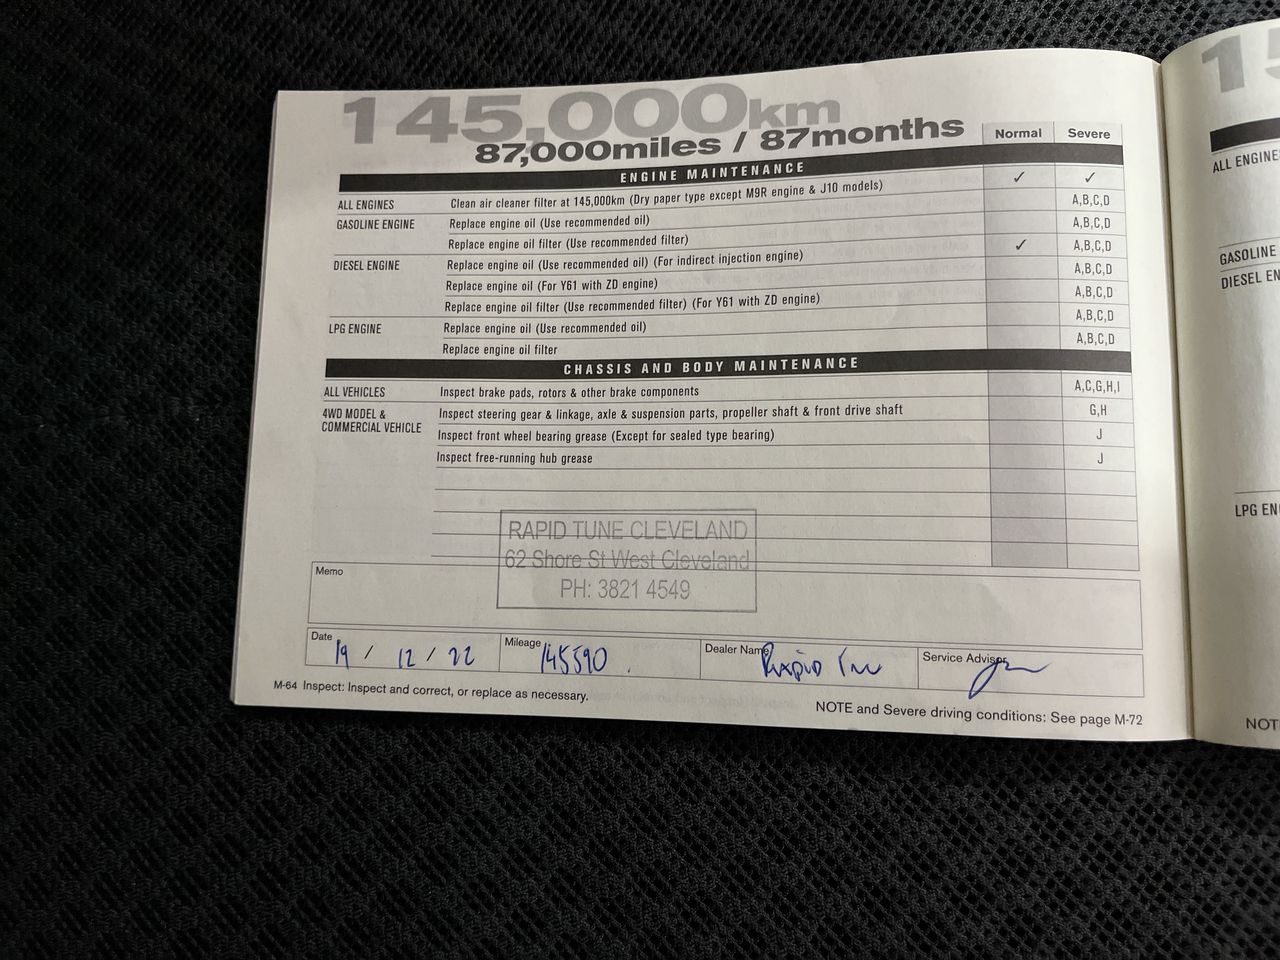 145,000km
87,000miles / 87months
Normal Severe
ENGINE MAINTENANCE
ALL ENGINES Clean air cleaner filter at 145,000km (Dry paper type except M9R engine & J10 models) ✓ ✓
GASOLINE ENGINE Replace engine oil (Use recommended oil) A,B,C,D
Replace engine oil filter (Use recommended filter) A,B,C,D
DIESEL ENGINE Replace engine oil (Use recommended oil) (For indirect injection engine) ✓ A,B,C,D
Replace engine oil (For Y61 with ZD engine) A,B,C,D
Replace engine oil filter (Use recommended filter) (For Y61 with ZD engine) A,B,C,D
LPG ENGINE Replace engine oil (Use recommended oil) A,B,C,D
Replace engine oil filter A,B,C,D
CHASSIS AND BODY MAINTENANCE
ALL VEHICLES Inspect brake pads, rotors & other brake components A,C,G,H,I
4WD MODEL & COMMERCIAL VEHICLE Inspect steering gear & linkage, axle & suspension parts, propeller shaft & front drive shaft G,H
Inspect front wheel bearing grease (Except for sealed type bearing) J
Inspect free-running hub grease J
RAPID TUNE CLEVELAND
62 Shore St West Cleveland
PH: 3821 4549
Memo
Date 19 / 12 / 22 Mileage 145590 Dealer Name Rapid Service Advisor
M-64 Inspect: Inspect and correct, or replace as necessary.
NOTE and Severe driving conditions: See page M-72
ALL ENGINES
GASOLINE
DIESEL
LPG